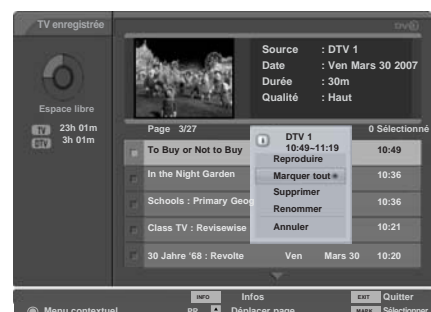 TV enregistrée
DV
Source : DTV 1
Date : Ven Mars 30 2007
Durée : 30m
Qualité : Haut
Espace libre
TV 23h 01m
DTV 3h 01m
Page 3/27
0 Sélectionné
DTV 1
10:49~11:19
Reproduire
Marquer tout
Supprimer
Renommer
Annuler
To Buy or Not to Buy 10:49
In the Night Garden 10:36
Schools : Primary Geog 10:36
Class TV : Revisewise 10:21
30 Jahre '68 : Revolte Ven Mars 30 10:20
INFO Infos EXIT Quitter
Menu contextuel PR Déplacer page MARK Sélectionner